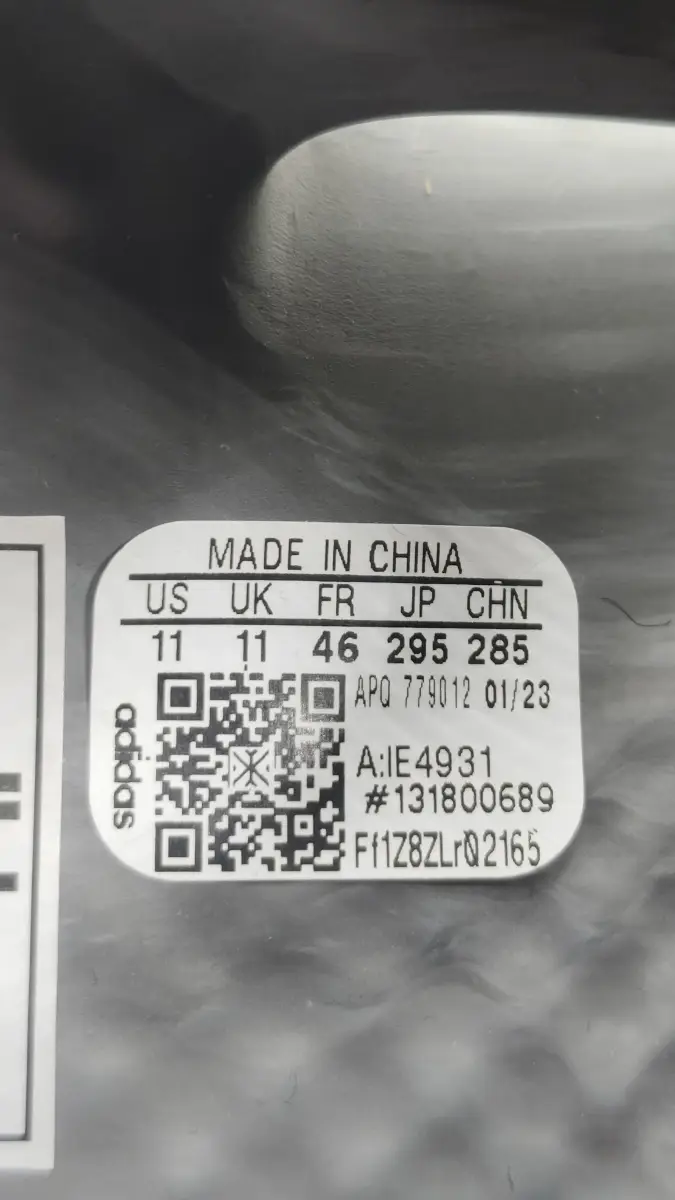 MADE IN CHINA
US UK FR JP CHN
11 11 46 295 285
APQ 779012 01/23
A:IE4931
#131800689
Ff1Z8ZLrQ2165
adidas